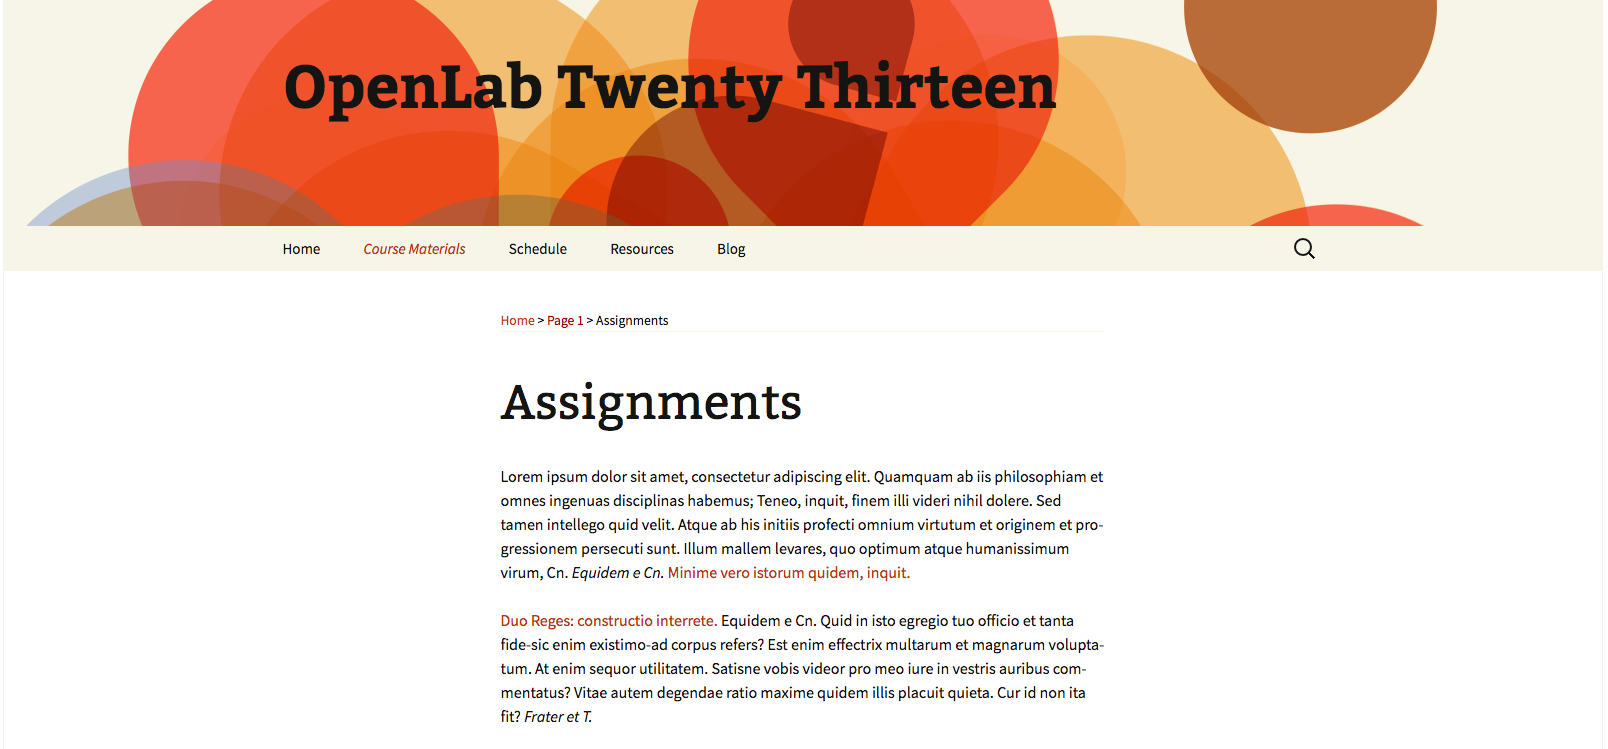 OpenLab Twenty Thirteen
Home Course Materials Schedule Resources Blog
Home > Page 1 > Assignments
Assignments
Lorem ipsum dolor sit amet, consectetur adipiscing elit. Quamquam ab iis philosophiam et
omnes ingenuas disciplinas habemus; Teneo, inquit, finem illi videri nihil dolere. Sed
tamen intellego quid velit. Atque ab his initiis profecti omnium virtutum et originem et pro-
gressionem persecuti sunt. Illum mallem levares, quo optimum atque humanissimum
virum, Cn. Equidem e Cn. Minime vero istorum quidem, inquit.
Duo Reges: constructio interrete. Equidem e Cn. Quid in isto egregio tuo officio et tanta
fide-sic enim existimo-ad corpus refers? Est enim effectrix multarum et magnarum volupta-
tum. At enim sequor utilitatem. Satisne vobis videor pro meo iure in vestris auribus com-
mentatus? Vitae autem degendae ratio maxime quidem illis placuit quieta. Cur id non ita
fit? Frater et T.